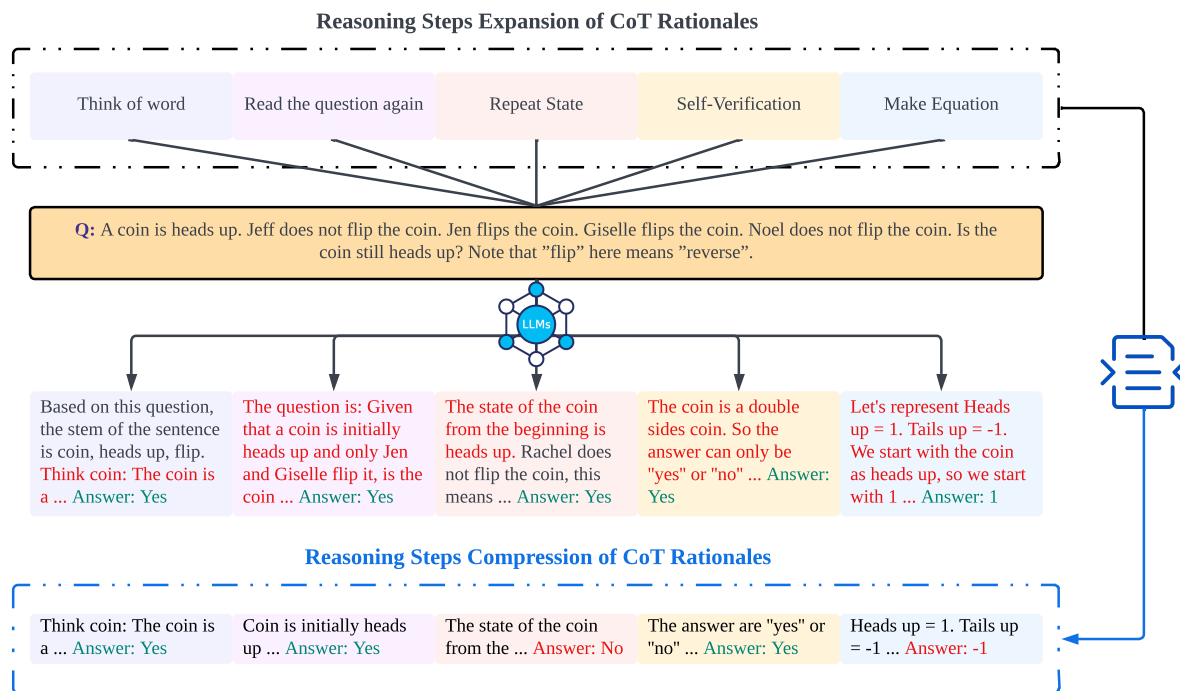 Reasoning Steps Expansion of CoT Rationales
Think of word
Read the question again
Repeat State
Self-Verification
Make Equation
Q: A coin is heads up. Jeff does not flip the coin. Jen flips the coin. Giselle flips the coin. Noel does not flip the coin. Is the
coin still heads up? Note that ”flip” here means ”reverse”.
LLMs
Based on this question,
the stem of the sentence
is coin, heads up, flip.
Think coin: The coin is
a ... Answer: Yes
The question is: Given
that a coin is initially
heads up and only Jen
and Giselle flip it, is the
coin ... Answer: Yes
The state of the coin
from the beginning is
heads up. Rachel does
not flip the coin, this
means ... Answer: Yes
The coin is a double
sides coin. So the
answer can only be
"yes" or "no" ... Answer:
Yes
Let's represent Heads
up = 1. Tails up = -1.
We start with the coin
as heads up, so we start
with 1 ... Answer: 1
Reasoning Steps Compression of CoT Rationales
Think coin: The coin is
a ... Answer: Yes
Coin is initially heads
up ... Answer: Yes
The state of the coin
from the ... Answer: No
The answer are "yes" or
"no" ... Answer: Yes
Heads up = 1. Tails up
= -1 ... Answer: -1